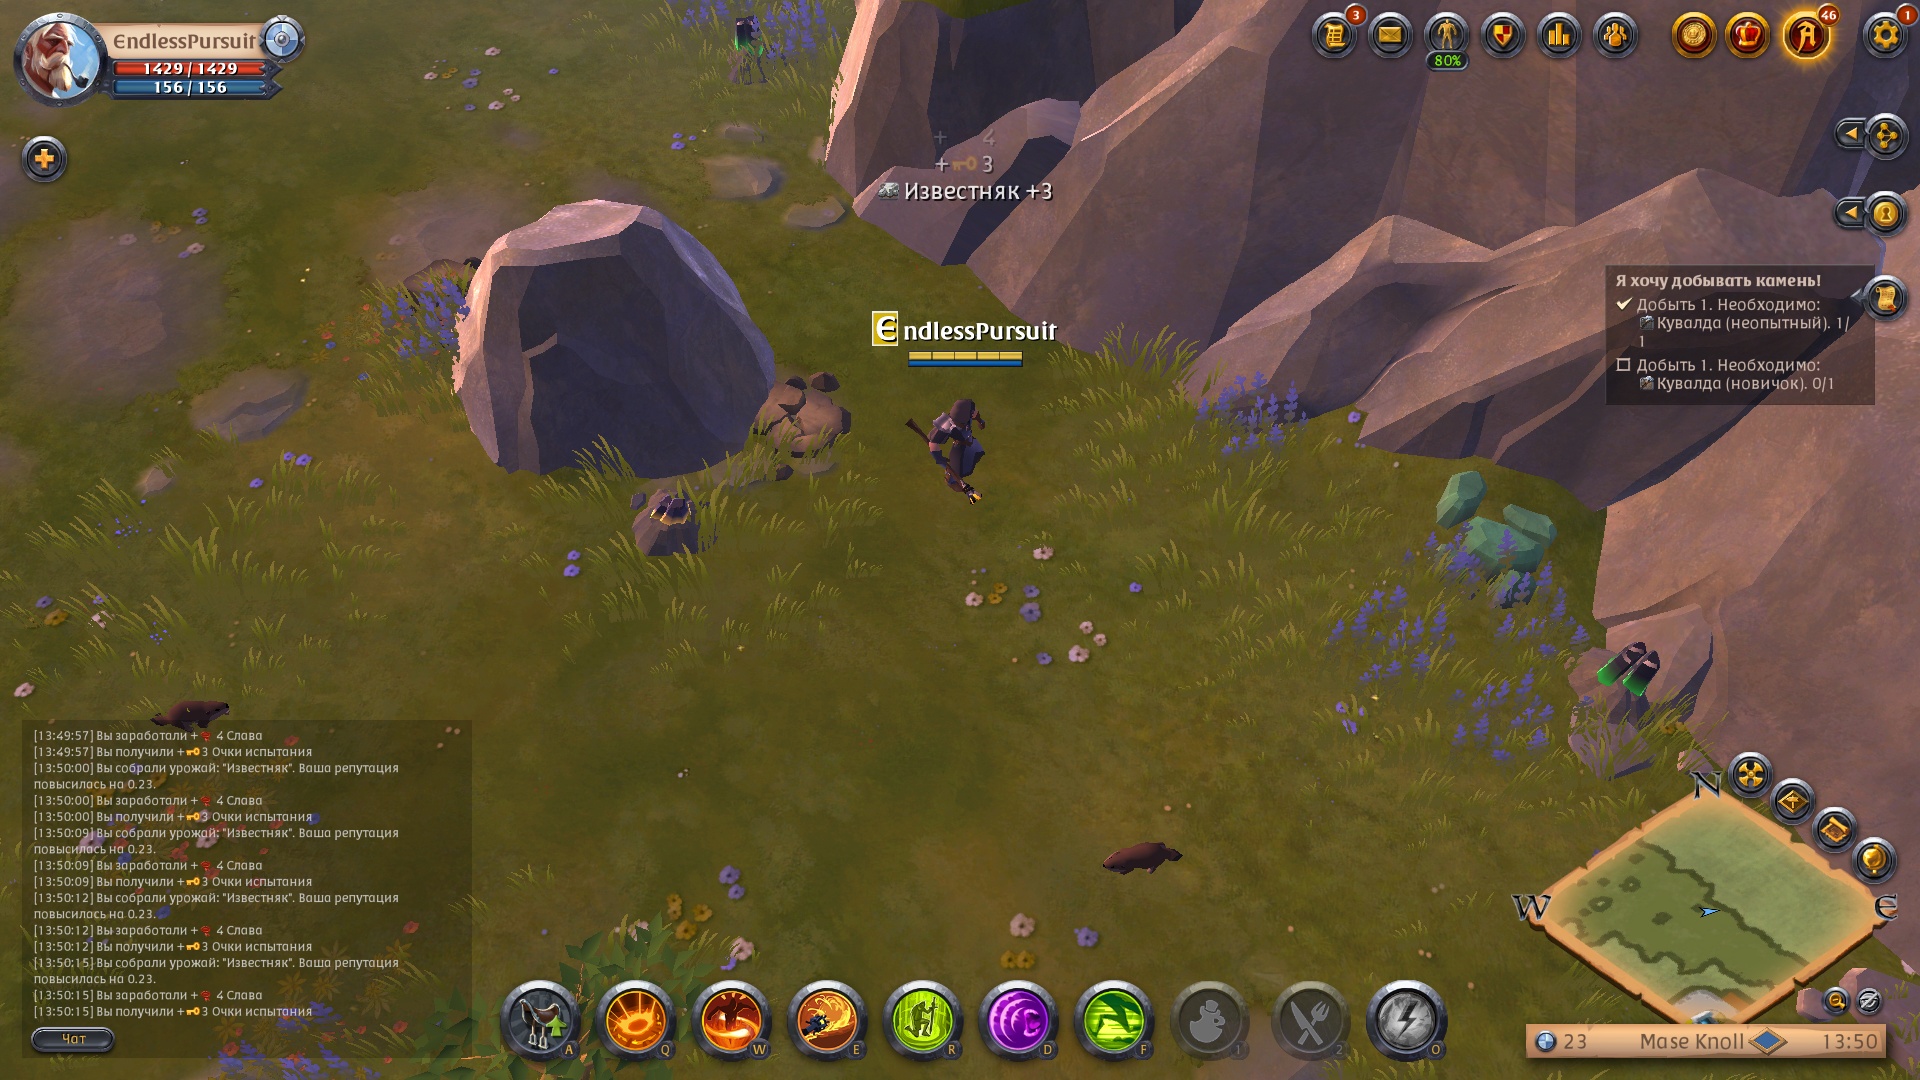 EndlessPursuit
1429 / 1429
156 / 156
3
80%
46
1
+ 4
+ 3
Известняк +3
EndlessPursuit
Я хочу добывать камень!
Добыть 1. Необходимо:
Кувалда (неопытный). 1/
1
Добыть 1. Необходимо:
Кувалда (новичок). 0/1
[13:49:57] Вы заработали + 4 Слава
[13:49:57] Вы получили + 3 Очки испытания
[13:50:00] Вы собрали урожай: "Известняк". Ваша репутация
повысилась на 0.23.
[13:50:00] Вы заработали + 4 Слава
[13:50:00] Вы получили + 3 Очки испытания
[13:50:09] Вы собрали урожай: "Известняк". Ваша репутация
повысилась на 0.23.
[13:50:09] Вы заработали + 4 Слава
[13:50:09] Вы получили + 3 Очки испытания
[13:50:12] Вы собрали урожай: "Известняк". Ваша репутация
повысилась на 0.23.
[13:50:12] Вы заработали + 4 Слава
[13:50:12] Вы получили + 3 Очки испытания
[13:50:15] Вы собрали урожай: "Известняк". Ваша репутация
повысилась на 0.23.
[13:50:15] Вы заработали + 4 Слава
[13:50:15] Вы получили + 3 Очки испытания
Чат
A Q W E R D F 1 2 O
N
W E
23 Mase Knoll 13:50